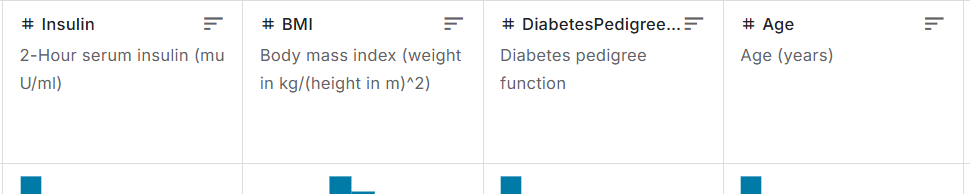 # Insulin
2-Hour serum insulin (mu
U/ml)
# BMI
Body mass index (weight
in kg/(height in m)^2)
# DiabetesPedigree...
Diabetes pedigree
function
# Age
Age (years)